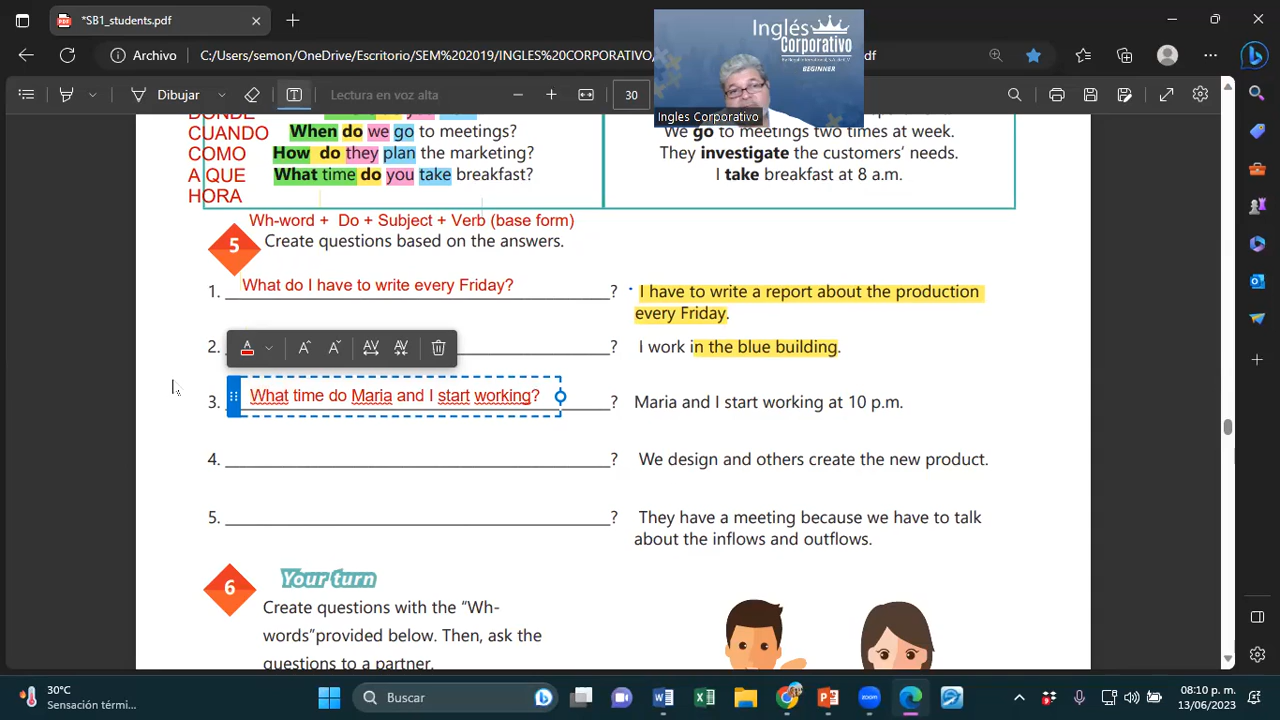 *SB1_students.pdf
C:/Users/semon/OneDrive/Escritorio/SEM%202019/INGLES%20CORPORATIVO/
df
Dibujar
Lectura en voz alta
30
Inglés
Corporativo
BEGINNER
Ingles Corporativo
CUANDO When do we go to meetings?
We go to meetings two times at week.
COMO How do they plan the marketing?
They investigate the customers' needs.
A QUE What time do you take breakfast?
I take breakfast at 8 a.m.
HORA
Wh-word + Do + Subject + Verb (base form)
5 Create questions based on the answers.
1. What do I have to write every Friday? ? I have to write a report about the production
every Friday.
2. ? I work in the blue building.
3. What time do Maria and I start working? ? Maria and I start working at 10 p.m.
4. ? We design and others create the new product.
5. ? They have a meeting because we have to talk
about the inflows and outflows.
6 Your turn
Create questions with the "Wh-
words"provided below. Then, ask the
questions to a partner.
30°C
Sensación térmi...
Buscar
08:10 p. m.
13/06/2023